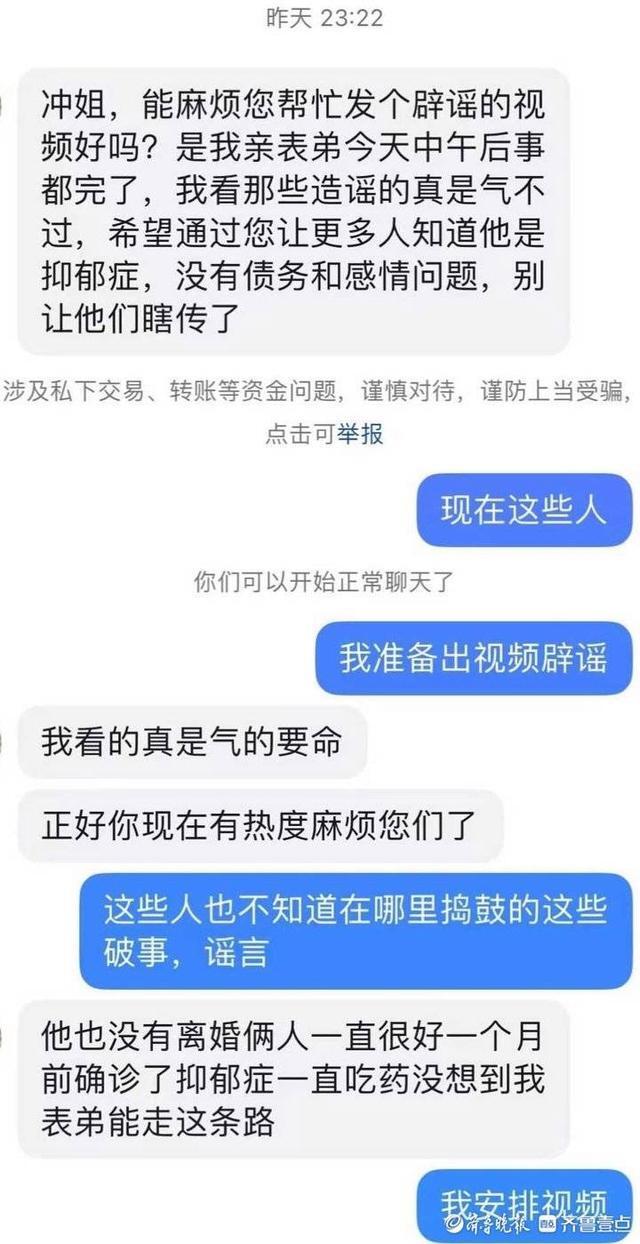 昨天 23:22
冲姐，能麻烦您帮忙发个辟谣的视
频好吗？是我亲表弟今天中午后事
都完了，我看那些造谣的真是气不
过，希望通过您让更多人知道他是
抑郁症，没有债务和感情问题，别
让他们瞎传了
涉及私下交易、转账等资金问题，谨慎对待，谨防上当受骗，
点击可举报
现在这些人
你们可以开始正常聊天了
我准备出视频辟谣
我看的真是气的要命
正好你现在有热度麻烦您们了
这些人也不知道在哪里捣鼓的这些
破事，谣言
他也没有离婚俩人一直很好一个月
前确诊了抑郁症一直吃药没想到我
表弟能走这条路
我安排视频
齐鲁晚报 齐鲁壹点